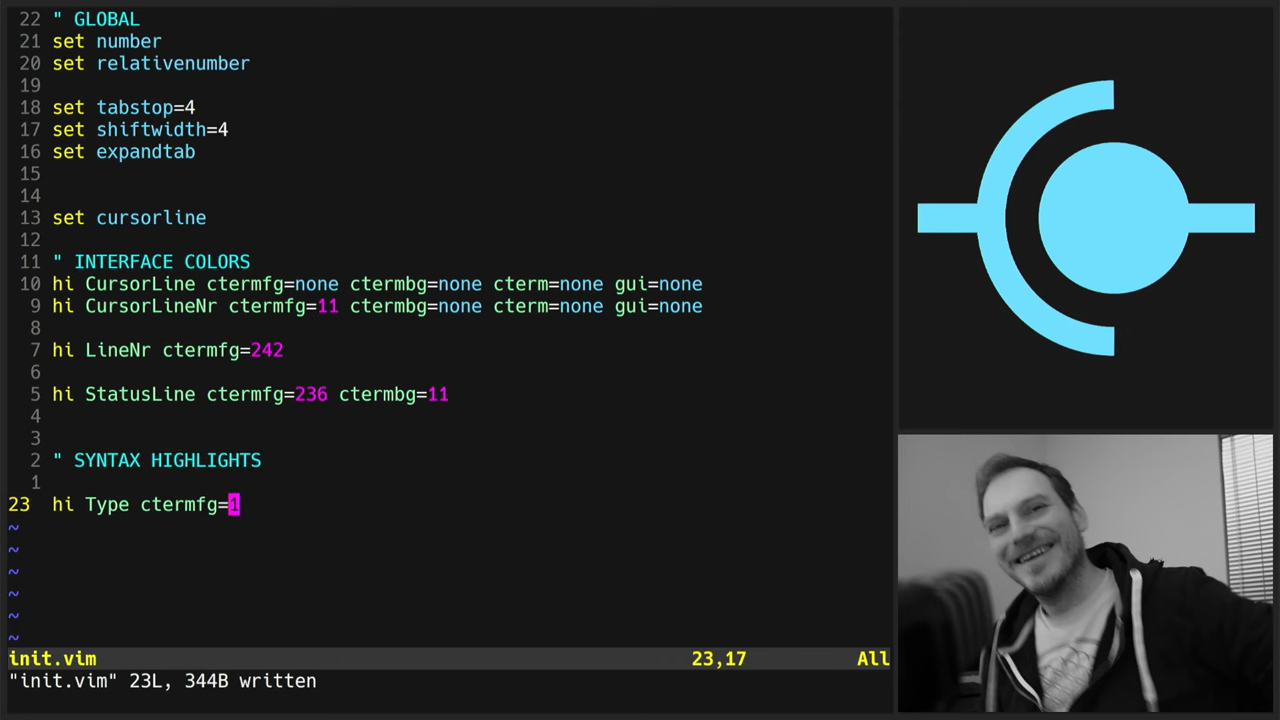 22 " GLOBAL
21 set number
20 set relativenumber
19
18 set tabstop=4
17 set shiftwidth=4
16 set expandtab
15
14
13 set cursorline
12
11 " INTERFACE COLORS
10 hi CursorLine ctermfg=none ctermbg=none cterm=none gui=none
9 hi CursorLineNr ctermfg=11 ctermbg=none cterm=none gui=none
8
7 hi LineNr ctermfg=242
6
5 hi StatusLine ctermfg=236 ctermbg=11
4
3
2 " SYNTAX HIGHLIGHTS
1
23 hi Type ctermfg=1
~
~
~
~
~
~
init.vim 23,17 All
"init.vim" 23L, 344B written